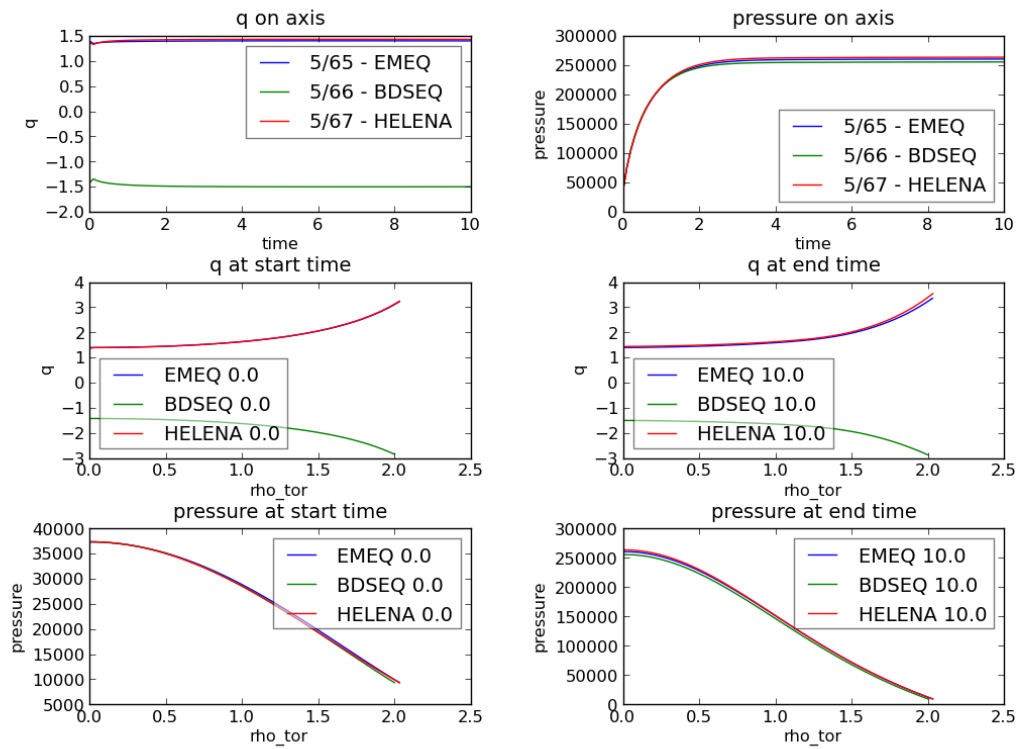 q on axis
1.5
1.0
0.5
0.0
−0.5
−1.0
−1.5
−2.0
q
5/65 - EMEQ
5/66 - BDSEQ
5/67 - HELENA
0 2 4 6 8 10
time
pressure on axis
300000
250000
200000
150000
100000
50000
0
pressure
5/65 - EMEQ
5/66 - BDSEQ
5/67 - HELENA
0 2 4 6 8 10
time
q at start time
4
3
2
1
0
−1
−2
−3
q
EMEQ 0.0
BDSEQ 0.0
HELENA 0.0
0.0 0.5 1.0 1.5 2.0 2.5
rho_tor
q at end time
4
3
2
1
0
−1
−2
−3
q
EMEQ 10.0
BDSEQ 10.0
HELENA 10.0
0.0 0.5 1.0 1.5 2.0 2.5
rho_tor
pressure at start time
40000
35000
30000
25000
20000
15000
10000
5000
pressure
EMEQ 0.0
BDSEQ 0.0
HELENA 0.0
0.0 0.5 1.0 1.5 2.0 2.5
rho_tor
pressure at end time
300000
250000
200000
150000
100000
50000
0
pressure
EMEQ 10.0
BDSEQ 10.0
HELENA 10.0
0.0 0.5 1.0 1.5 2.0 2.5
rho_tor